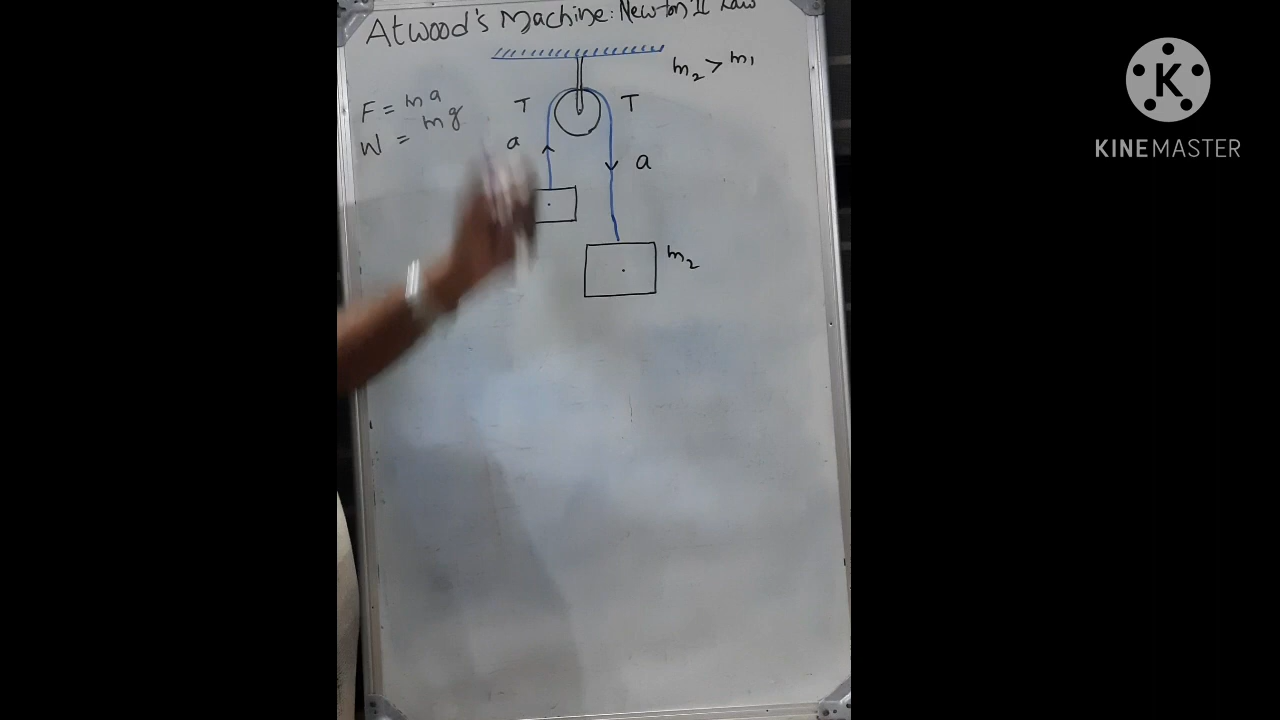 Atwood's Machine: Newton II Law
m₂ > m₁
F = ma
W = mg
T
T
a
a
m₂
K
KINEMASTER